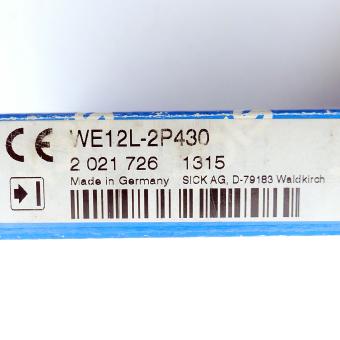 CE WE12L-2P430
2 021 726 1315
Made in Germany SICK AG, D-79183 Waldkirch